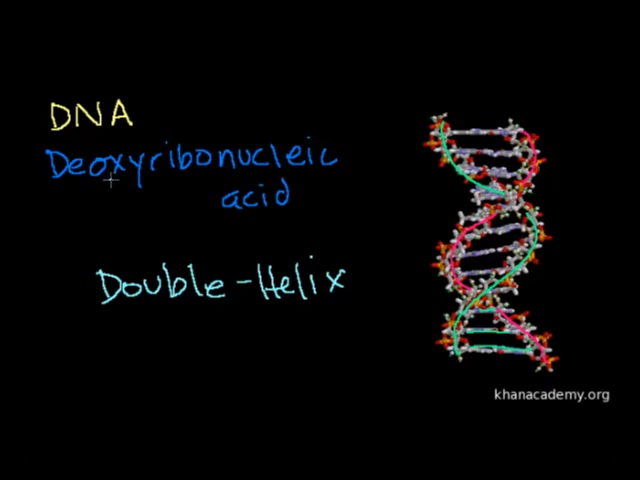 DNA
Deoxyribonucleic
acid
Double-Helix
khanacademy.org